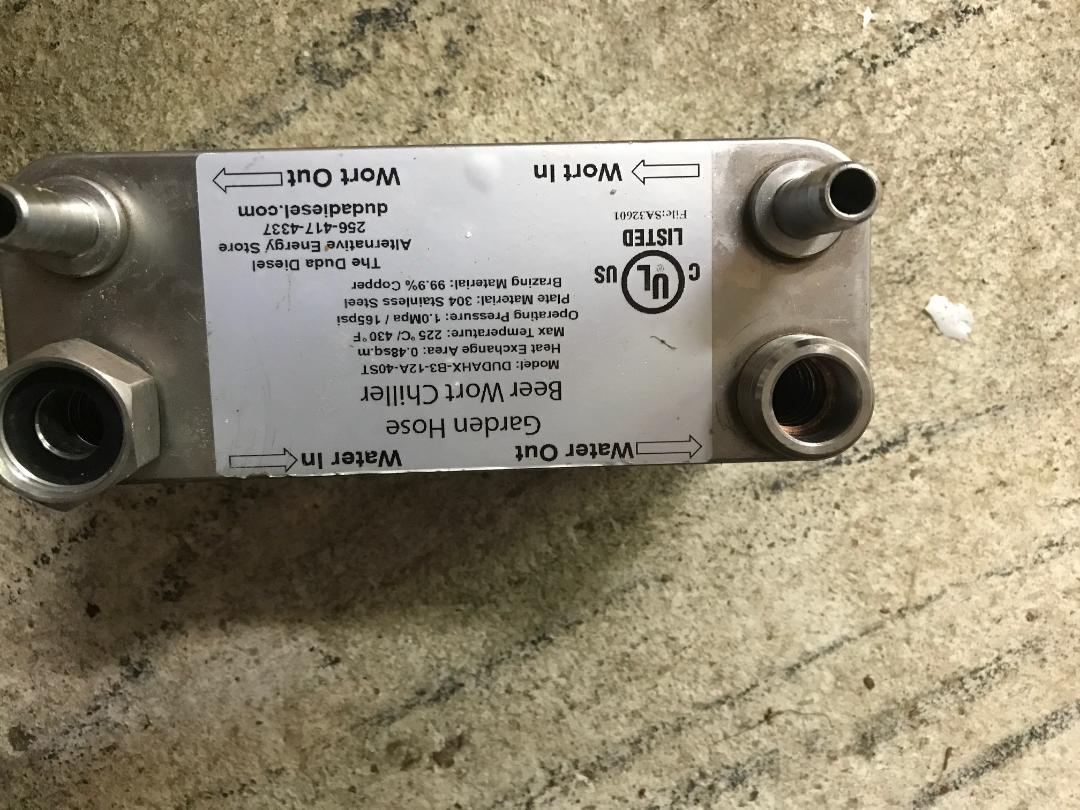 Water Out Water In
Garden Hose
Beer Wort Chiller
Model: DUDAHX-B3-12A-40ST
Heat Exchange Area: 0.48sq.m
Max Temperature: 225°C/ 430°F
Operating Pressure: 1.0Mpa / 165psi
Plate Material: 304 Stainless Steel
Brazing Material: 99.9% Copper
C UL US
LISTED
File:SA32601
The Duda Diesel
Alternative Energy Store
256-417-4337
dudadiesel.com
Wort In Wort Out